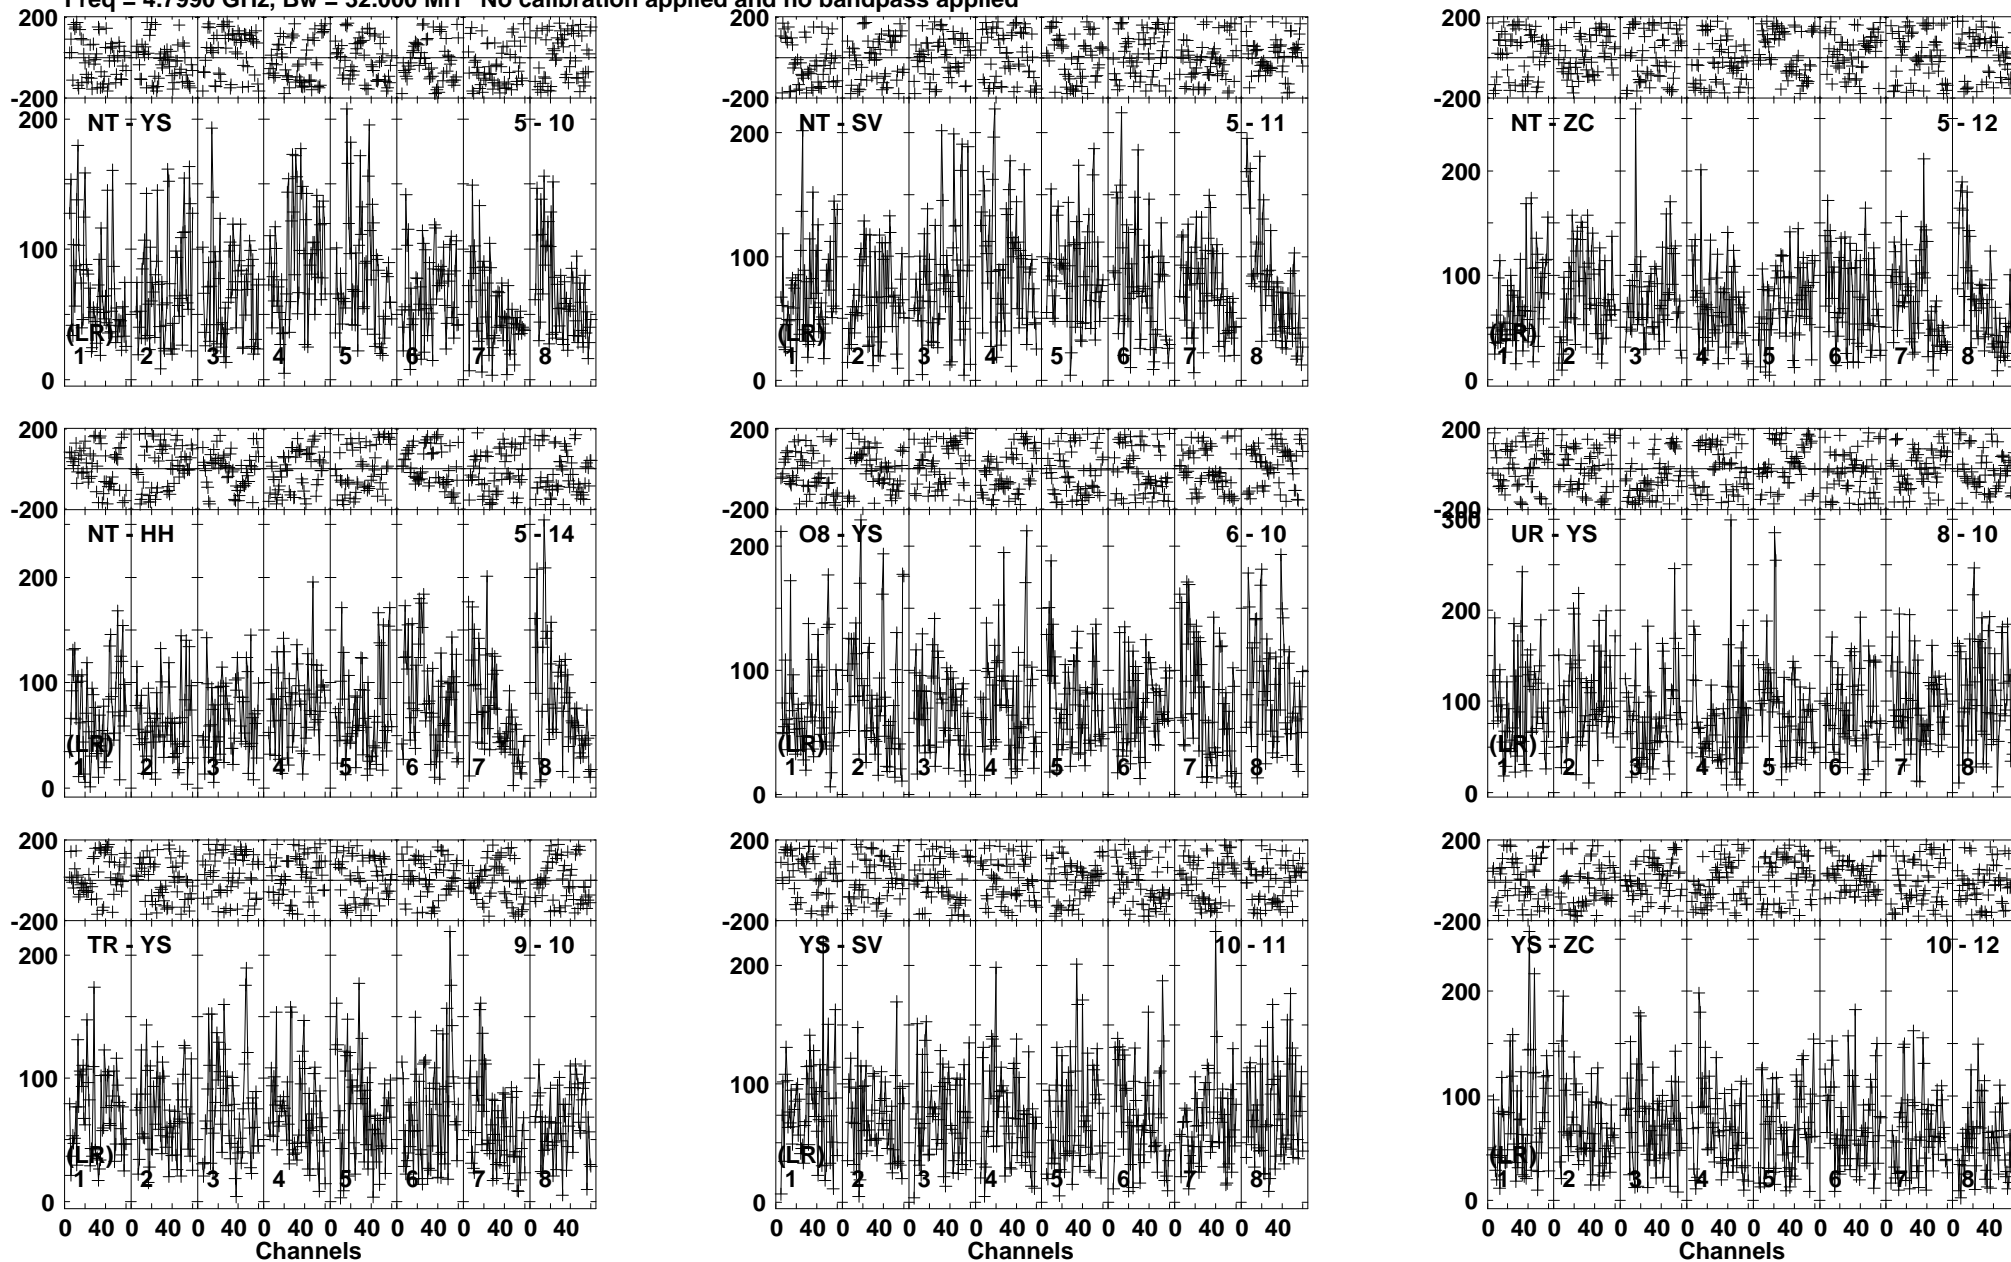 Freq = 4.7990 GHz, Bw = 32.000 MH No calibration applied and no bandpass applied
200 200 200
-200 -200 -200
200 NT - YS 5 - 10 NT - SV 5 - 11 NT - ZC 5 - 12
200 200
100 100 100
(LR) (LR) (LR)
1 2 3 4 5 6 7 8 1 2 3 4 5 6 7 8 1 2 3 4 5 6 7 8
0 0 0
200 200 200
-200 -200 -200
300
NT - HH 5 - 14 O8 - YS 6 - 10 UR - YS 8 - 10
200 200 200
100 100 100
(LR) (LR) (LR)
1 2 3 4 5 6 7 8 1 2 3 4 5 6 7 8 1 2 3 4 5 6 7 8
0 0 0
200 200 200
-200 -200 -200
TR - YS 9 - 10 YS - SV 10 - 11 YS - ZC 10 - 12
200 200 200
100 100 100
(LR) (LR) (LR)
1 2 3 4 5 6 7 8 1 2 3 4 5 6 7 8 1 2 3 4 5 6 7 8
0 0 0
0 40 0 40 0 40 0 40 0 40 0 40 0 40 0 40 0 40 0 40 0 40 0 40 0 40 0 40 0 40 0 40 0 40 0 40 0 40 0 40 0 40 0 40 0 40 0 40
Channels Channels Channels